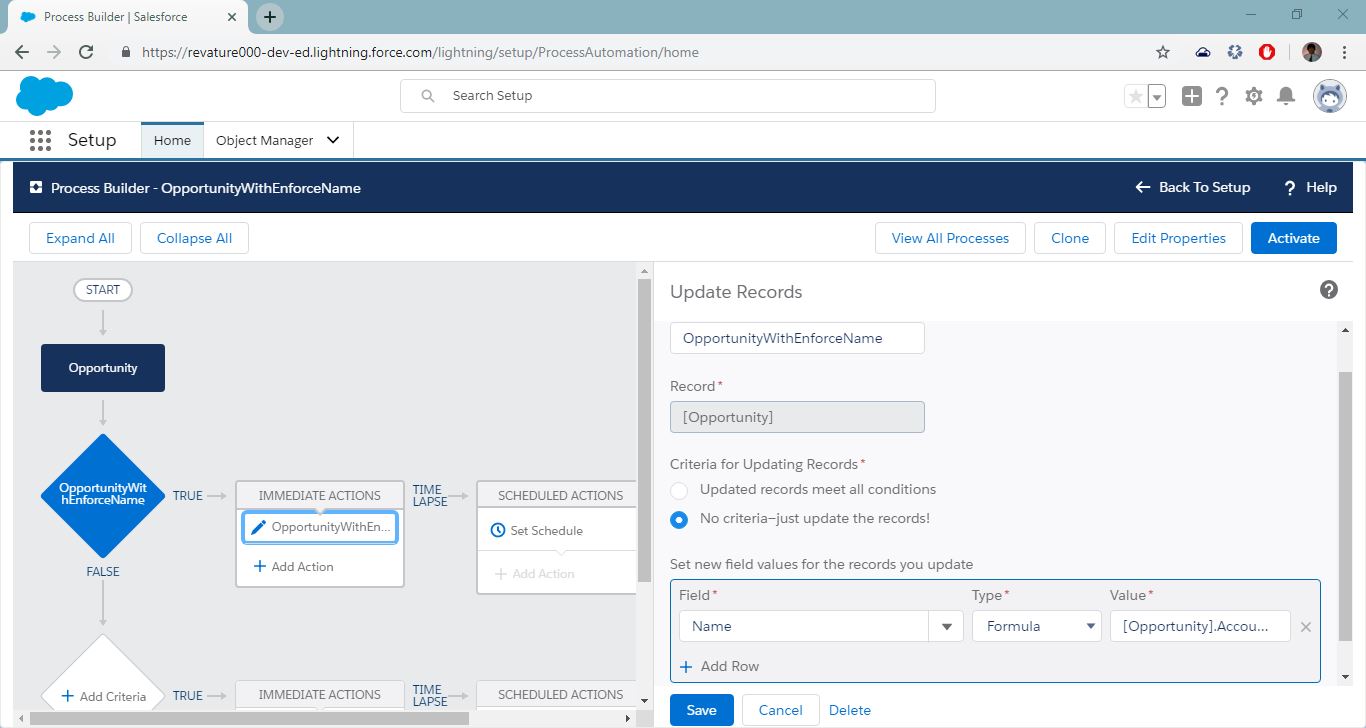 Process Builder | Salesforce
https://revature000-dev-ed.lightning.force.com/lightning/setup/ProcessAutomation/home
Search Setup
Setup
Home
Object Manager
Process Builder - OpportunityWithEnforceName
Back To Setup
? Help
Expand All
Collapse All
View All Processes
Clone
Edit Properties
Activate
START
Opportunity
OpportunityWit
hEnforceName
TRUE
IMMEDIATE ACTIONS
OpportunityWithEn...
+ Add Action
TIME
LAPSE
SCHEDULED ACTIONS
Set Schedule
+ Add Action
FALSE
+ Add Criteria
TRUE
IMMEDIATE ACTIONS
TIME
LAPSE
SCHEDULED ACTIONS
Update Records
OpportunityWithEnforceName
Record*
[Opportunity]
Criteria for Updating Records*
Updated records meet all conditions
No criteria—just update the records!
Set new field values for the records you update
Field* Type* Value*
Name Formula [Opportunity].Accou...
+ Add Row
Save
Cancel
Delete